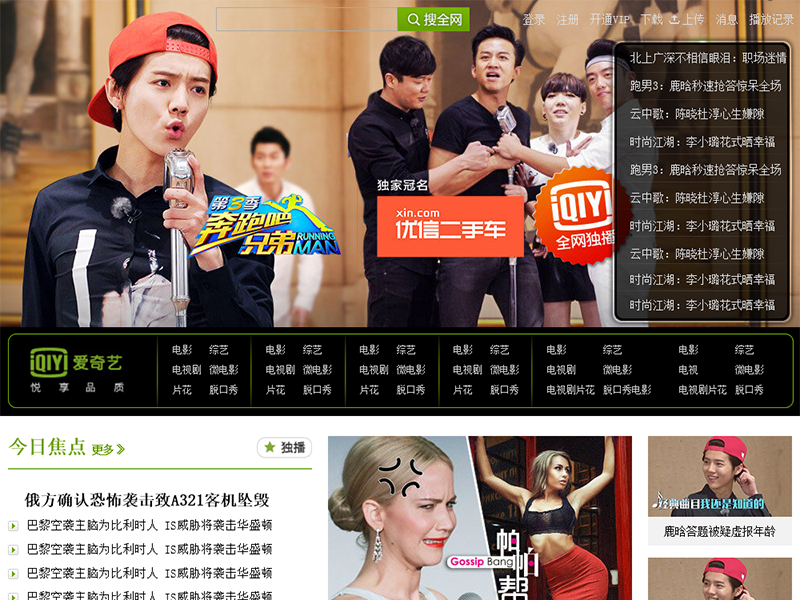 搜全网
登录 注册 开通VIP 下载 上传 消息 播放记录
北上广深不相信眼泪：职场迷情
跑男3：鹿晗秒速抢答惊呆全场
云中歌：陈晓杜淳心生嫌隙
时尚江湖：李小璐花式晒幸福
跑男3：鹿晗秒速抢答惊呆全场
云中歌：陈晓杜淳心生嫌隙
时尚江湖：李小璐花式晒幸福
云中歌：陈晓杜淳心生嫌隙
时尚江湖：李小璐花式晒幸福
时尚江湖：李小璐花式晒幸福
第3季
奔跑吧
兄弟 RUNNING MAN
独家冠名
xin.com
优信二手车
iQIYI
全网独播
iQIYI 爱奇艺
悦享品质
电影 综艺 电影 综艺 电影 综艺 电影 综艺 电影 综艺 电影 综艺
电视剧 微电影 电视剧 微电影 电视剧 微电影 电视剧 微电影 电视剧 微电影 电视 微电影
片花 脱口秀 片花 脱口秀 片花 脱口秀 片花 脱口秀 电视剧片花 脱口秀电影 电视剧片花 脱口秀
今日焦点 更多
独播
俄方确认恐怖袭击致A321客机坠毁
巴黎空袭主脑为比利时人 IS威胁将袭击华盛顿
巴黎空袭主脑为比利时人 IS威胁将袭击华盛顿
巴黎空袭主脑为比利时人 IS威胁将袭击华盛顿
巴黎空袭主脑为比利时人 IS威胁将袭击华盛顿
帕帕帮
Gossip Bang
经典曲目我还是知道的
鹿晗答题被疑虚报年龄